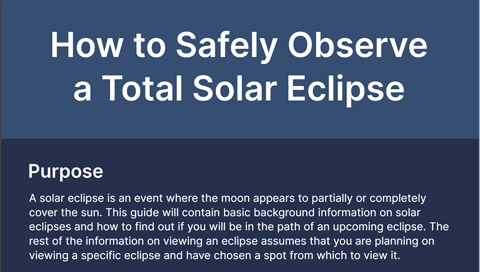 How to Safely Observe
a Total Solar Eclipse
Purpose
A solar eclipse is an event where the moon appears to partially or completely
cover the sun. This guide will contain basic background information on solar
eclipses and how to find out if you will be in the path of an upcoming eclipse. The
rest of the information on viewing an eclipse assumes that you are planning on
viewing a specific eclipse and have chosen a spot from which to view it.